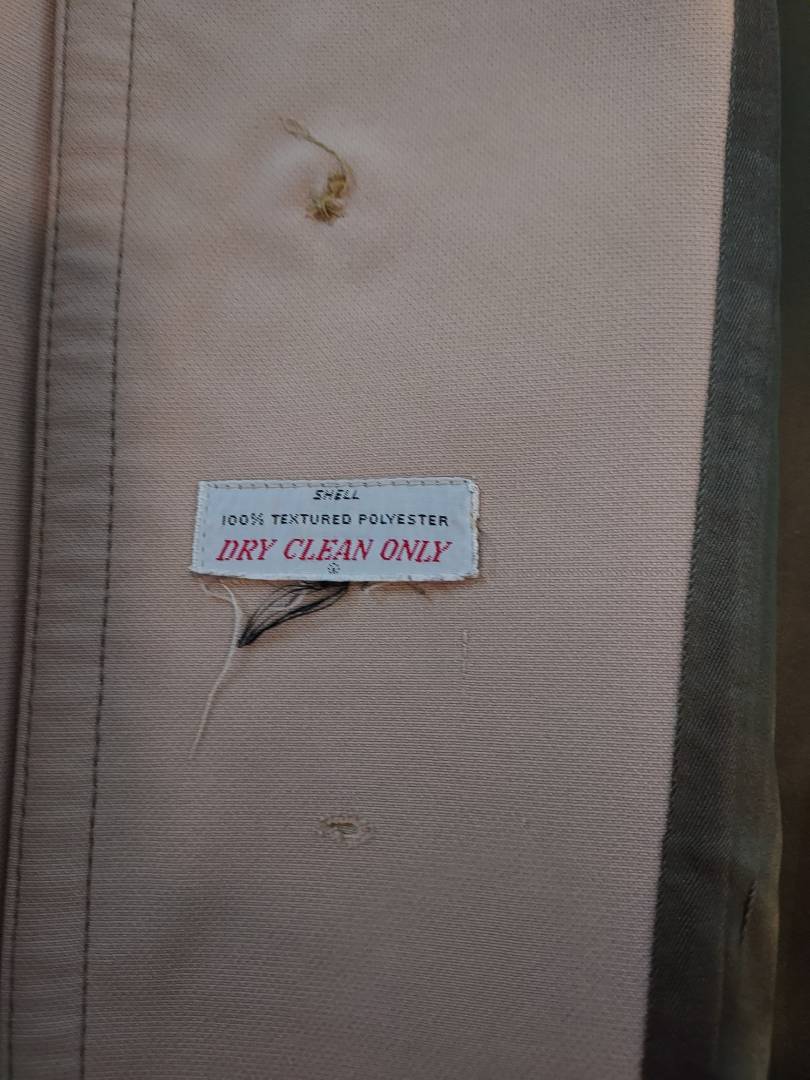 SHELL
100% TEXTURED POLYESTER
DRY CLEAN ONLY